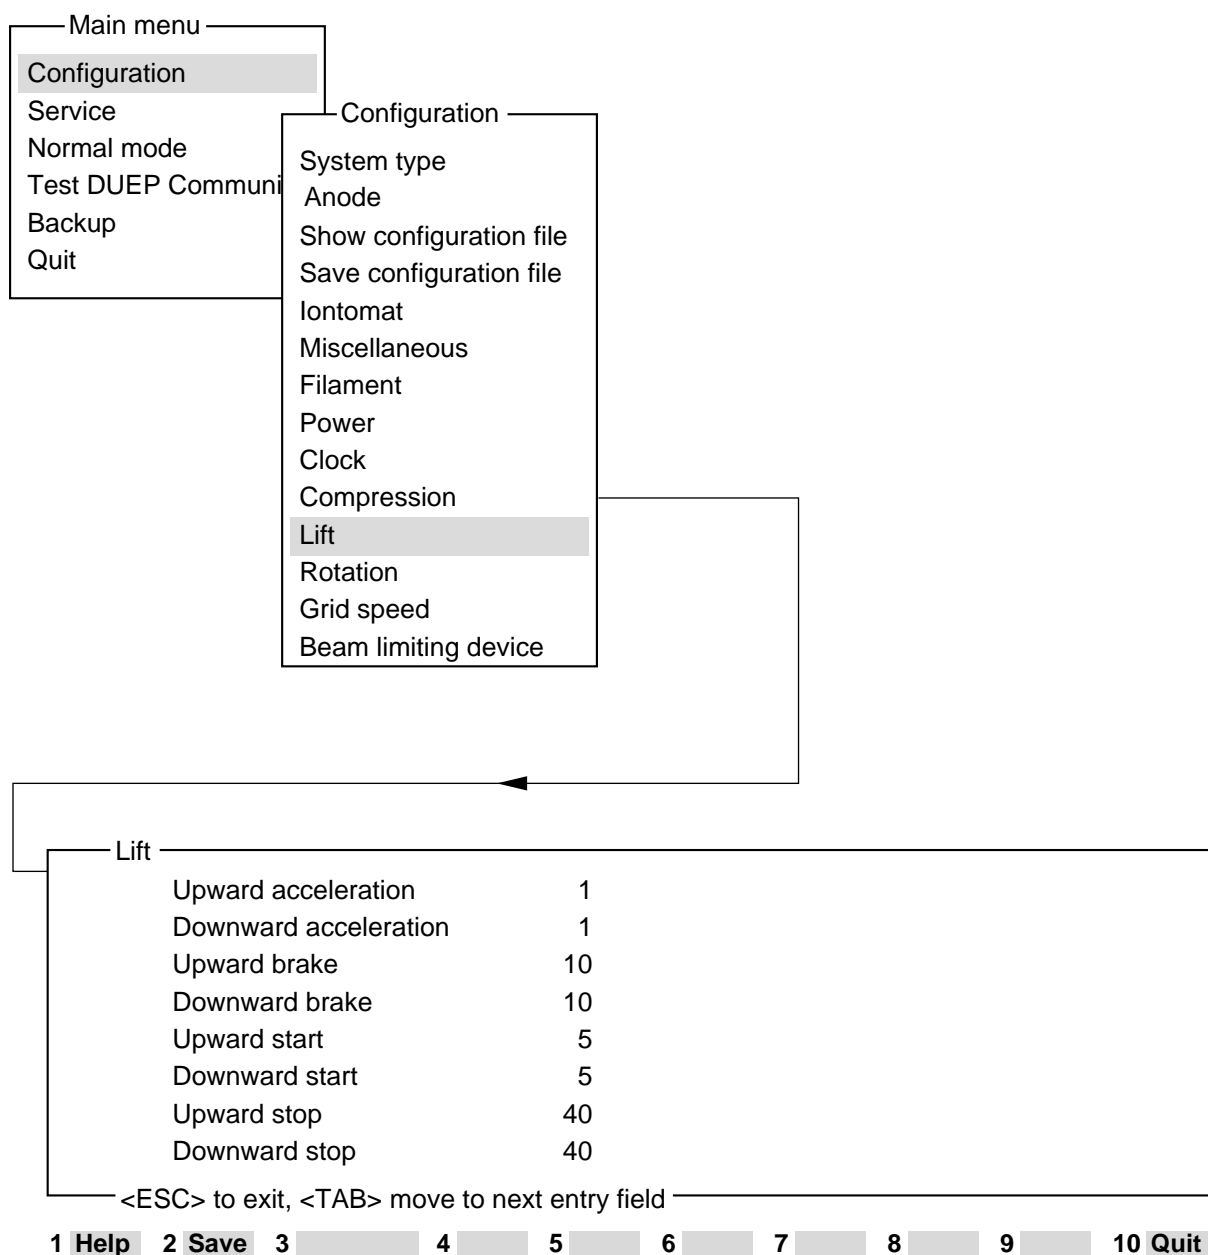 Main menu
Configuration
Service
Normal mode
Test DUEP Communi
Backup
Quit
Configuration
System type
Anode
Show configuration file
Save configuration file
Iontomat
Miscellaneous
Filament
Power
Clock
Compression
Lift
Rotation
Grid speed
Beam limiting device
Lift
Upward acceleration 1
Downward acceleration 1
Upward brake 10
Downward brake 10
Upward start 5
Downward start 5
Upward stop 40
Downward stop 40
<ESC> to exit, <TAB> move to next entry field
1 Help 2 Save 3 4 5 6 7 8 9 10 Quit